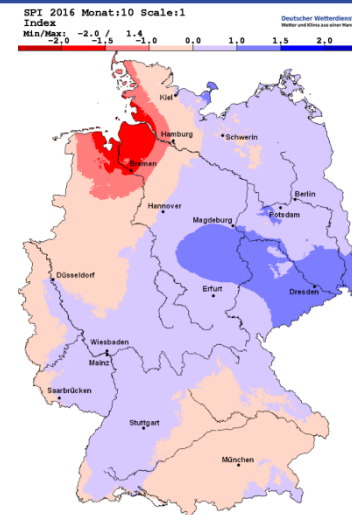 SPI 2016 Monat:10 Scale:1
Deutscher Wetterdienst
Index
Wetter und Klima aus einer Hand
Min/Max: -2.0 / 1.4
-2.0 -1.5 -1.0 0.0 1.0 1.5 2.0
Kiel
Hamburg
Schwerin
Bremen
Berlin
Hannover
Potsdam
Magdeburg
Düsseldorf
Erfurt
Dresden
Wiesbaden
Mainz
Saarbrücken
Stuttgart
München